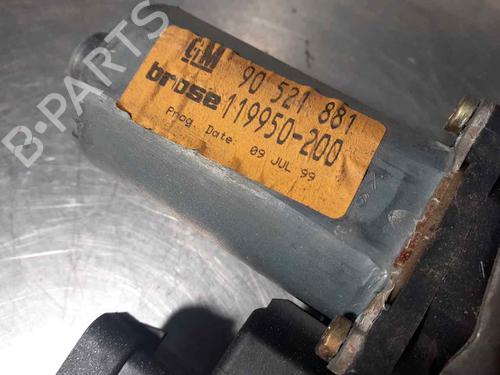 GM 90 521 881
brose 119950-200
Prog. Date: 09 JUL 99
B-PARTS